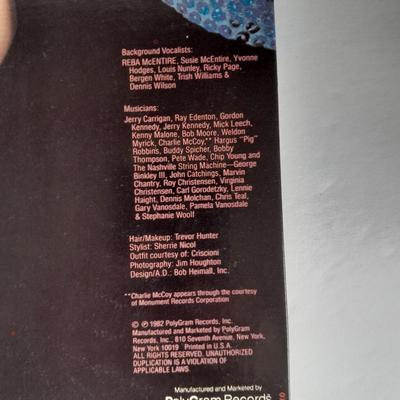 Background Vocalists:
REBA McENTIRE, Susie McEntire, Yvonne
Hodges, Louis Nunley, Ricky Page,
Bergen White, Trish Williams &
Dennis Wilson
Musicians:
Jerry Carrigan, Ray Edenton, Gordon
Kennedy, Jerry Kennedy, Mick Leech,
Kenny Malone, Bob Moore, Weldon
Myrick, Charlie McCoy,** Hargus "Pig"
Robbins, Buddy Spicher, Bobby
Thompson, Pete Wade, Chip Young and
The Nashville String Machine—George
Binkley III, John Catchings, Marvin
Chantry, Roy Christensen, Virginia
Christensen, Carl Gorodetzky, Lennie
Haight, Dennis Molchan, Chris Teal,
Gary Vanosdale, Pamela Vanosdale
& Stephanie Woolf
Hair/Makeup: Trevor Hunter
Stylist: Sherrie Nicol
Outfit courtesy of: Criscioni
Photography: Jim Houghton
Design/A.D.: Bob Heimall, Inc.
**Charlie McCoy appears through the courtesy
of Monument Records Corporation
© ℗ 1982 PolyGram Records, Inc.
Manufactured and Marketed by PolyGram
Records, Inc., 810 Seventh Avenue, New York,
New York 10019 Printed in U.S.A.
ALL RIGHTS RESERVED. UNAUTHORIZED
DUPLICATION IS A VIOLATION OF
APPLICABLE LAWS.
Manufactured and Marketed by
PolyGram Records